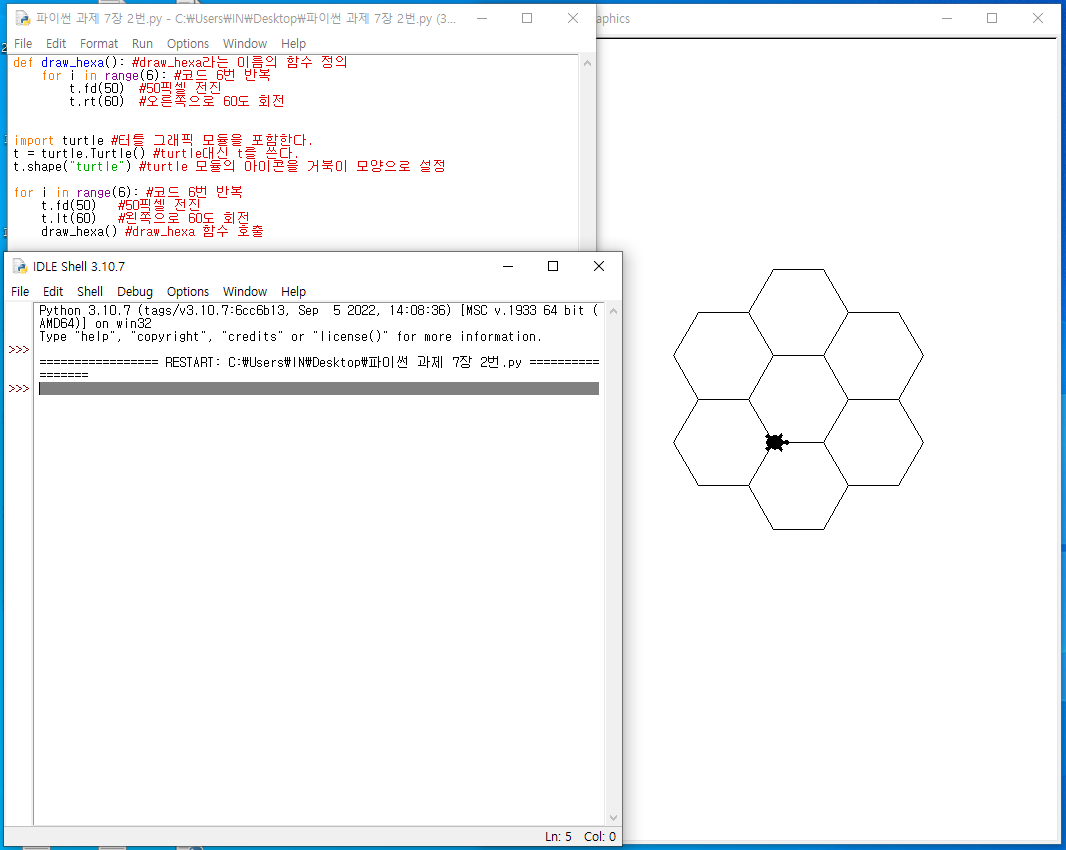 파이썬 과제 7장 2번.py - C:₩Users₩IN₩Desktop₩파이썬 과제 7장 2번.py (3...
aphics
File Edit Format Run Options Window Help
def draw_hexa(): #draw_hexa라는 이름의 함수 정의
    for i in range(6): #코드 6번 반복
        t.fd(50)  #50픽셀 전진
        t.rt(60)  #오른쪽으로 60도 회전
import turtle #터틀 그래픽 모듈을 포함한다.
t = turtle.Turtle() #turtle대신 t를 쓴다.
t.shape("turtle") #turtle 모듈의 아이콘을 거북이 모양으로 설정
for i in range(6): #코드 6번 반복
    t.fd(50)   #50픽셀 전진
    t.lt(60)   #왼쪽으로 60도 회전
    draw_hexa() #draw_hexa 함수 호출
IDLE Shell 3.10.7
File Edit Shell Debug Options Window Help
Python 3.10.7 (tags/v3.10.7:6cc6b13, Sep  5 2022, 14:08:36) [MSC v.1933 64 bit (
AMD64)] on win32
Type "help", "copyright", "credits" or "license()" for more information.
>>>
================= RESTART: C:₩Users₩IN₩Desktop₩파이썬 과제 7장 2번.py ==========
=======
>>>
Ln: 5 Col: 0